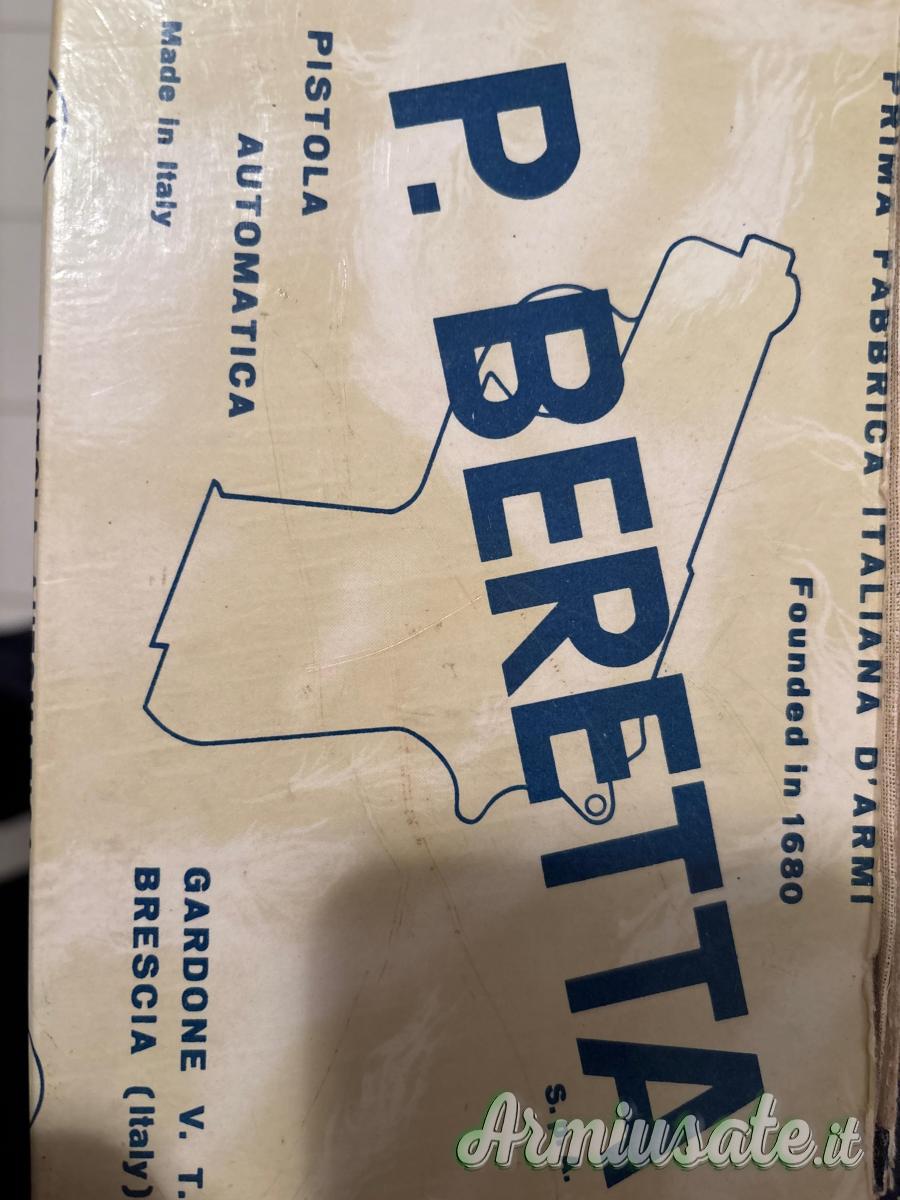 PRIMA FABBRICA ITALIANA D'ARMI
Founded in 1680
P. BERETTA
PISTOLA
AUTOMATICA
Made in Italy
GARDONE V. T.
BRESCIA (Italy)
Armiusate.it